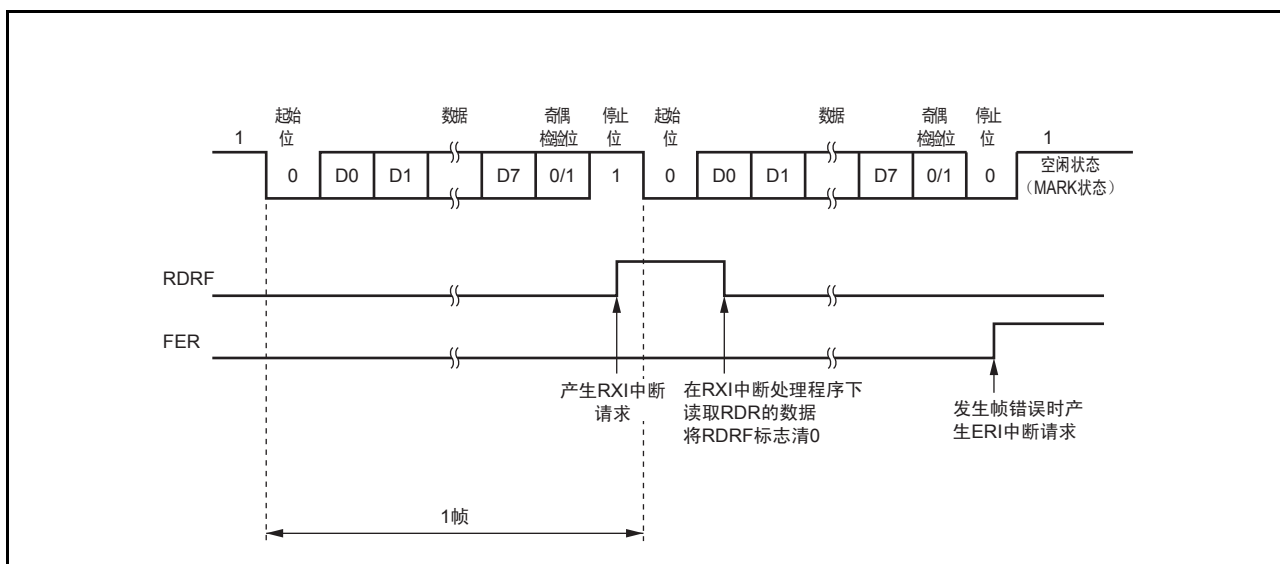 起始 数据 奇偶 停止 起始 数据 奇偶 停止
1 位 检验位 位 位 检验位 位 1
0 D0 D1 D7 0/1 1 0 D0 D1 D7 0/1 0 空闲状态
（MARK状态）
RDRF
FER
产生RXI中断
请求
在RXI中断处理程序下
读取RDR的数据
将RDRF标志清0
发生帧错误时产
生ERI中断请求
1帧